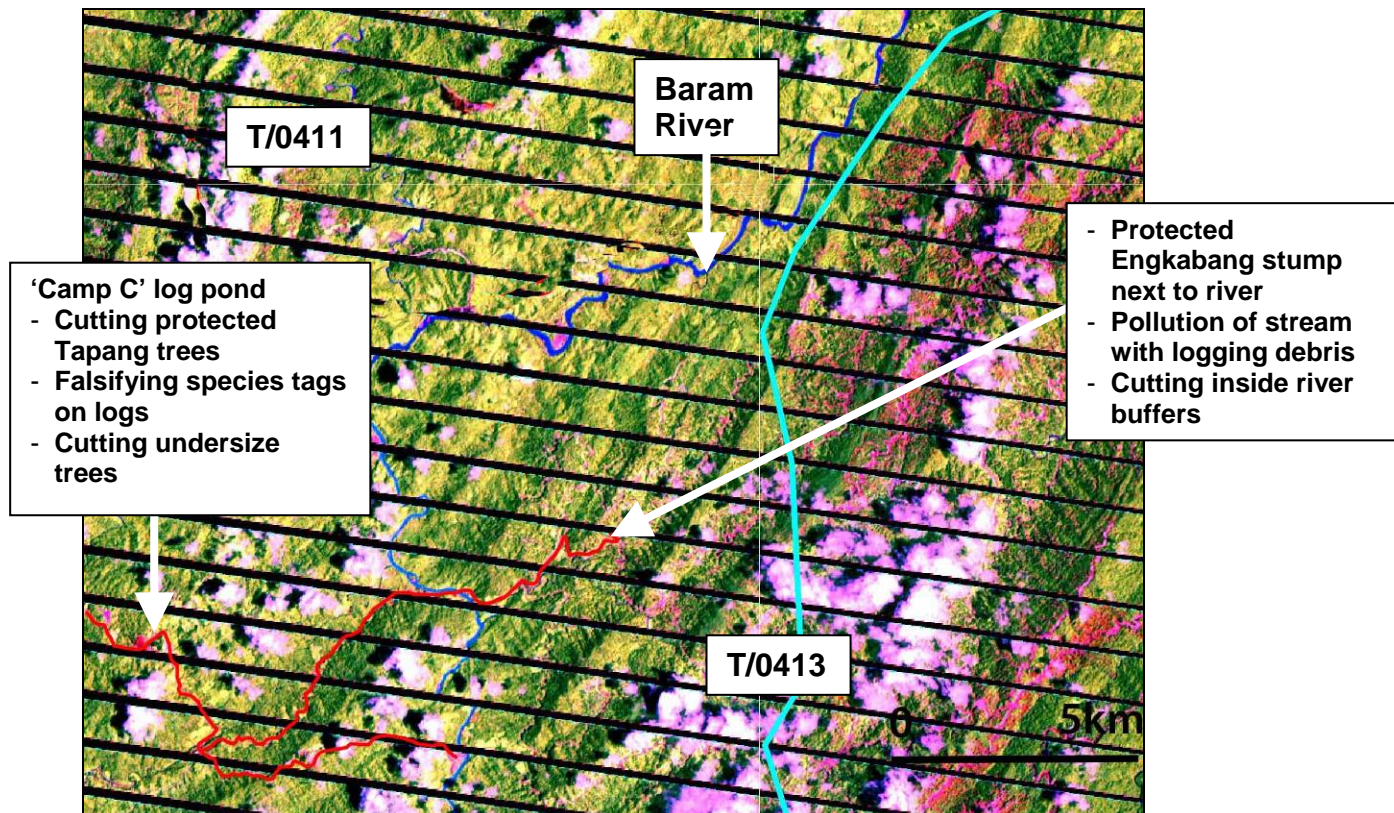 Baram
River
T/0411
- Protected
Engkabang stump
next to river
- Pollution of stream
with logging debris
- Cutting inside river
buffers
‘Camp C’ log pond
- Cutting protected
Tapang trees
- Falsifying species tags
on logs
- Cutting undersize
trees
T/0413
0 5km